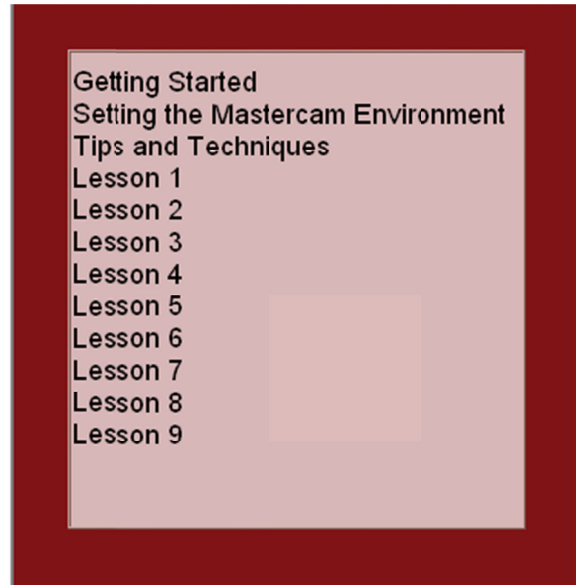 Getting Started
Setting the Mastercam Environment
Tips and Techniques
Lesson 1
Lesson 2
Lesson 3
Lesson 4
Lesson 5
Lesson 6
Lesson 7
Lesson 8
Lesson 9